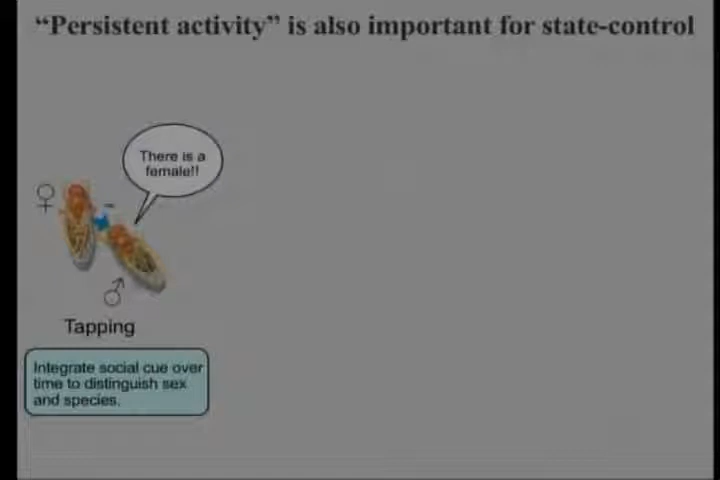 “Persistent activity” is also important for state-control
There is a
female!!
♀
♂
Tapping
Integrate social cue over
time to distinguish sex
and species.